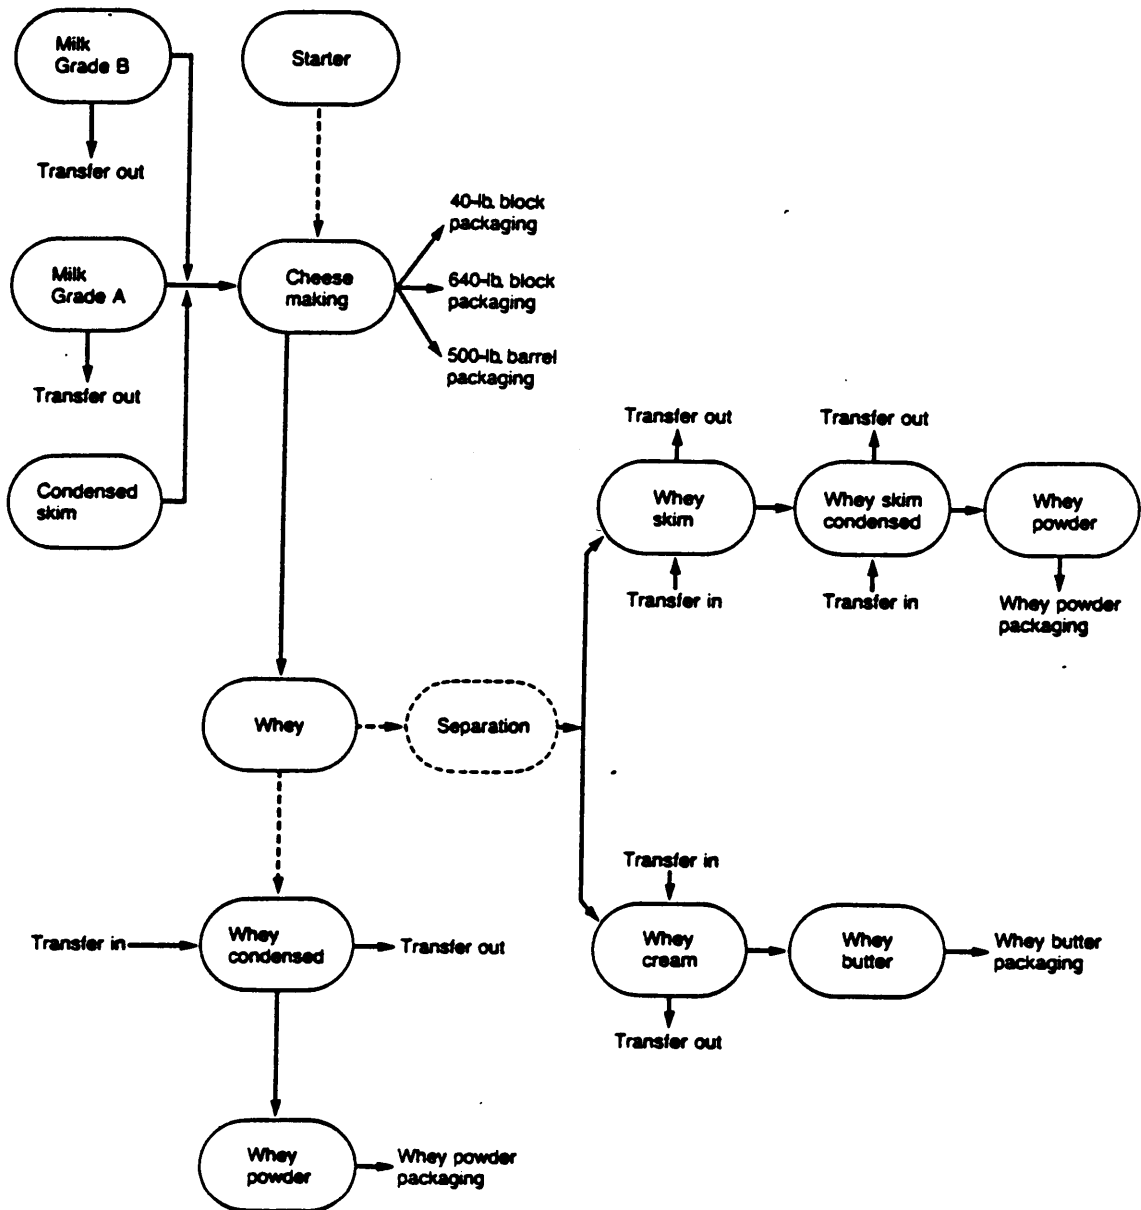 Milk
Grade B
Starter
Transfer out
40-lb. block
packaging
Milk
Grade A
Cheese
making
640-lb. block
packaging
500-lb. barrel
packaging
Transfer out
Condensed
skim
Transfer out
Transfer out
Whey
skim
Whey skim
condensed
Whey
powder
Transfer in
Transfer in
Whey powder
packaging
Whey
Separation
Transfer in
Transfer in
Whey
condensed
Transfer out
Whey
cream
Whey
butter
Whey butter
packaging
Transfer out
Whey
powder
Whey powder
packaging